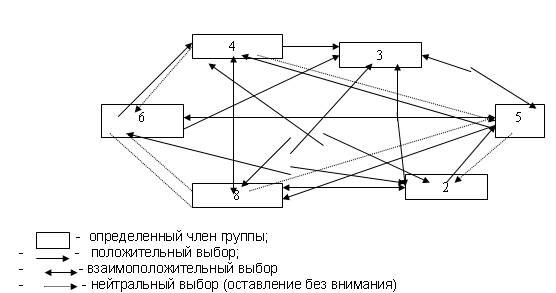 4
3
6
5
8
2
- определенный член группы;
- - положительный выбор;
- - взаимоположительный выбор
- - нейтральный выбор (оставление без внимания)